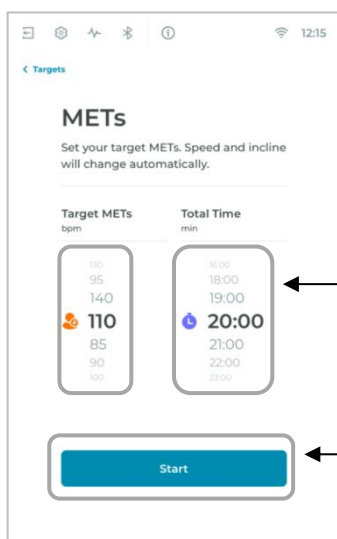 12:15
Targets
METs
Set your target METs. Speed and incline
will change automatically.
Target METs
bpm
Total Time
min
130
95
140
110
85
90
100
16:00
18:00
19:00
20:00
21:00
22:00
23:00
Start